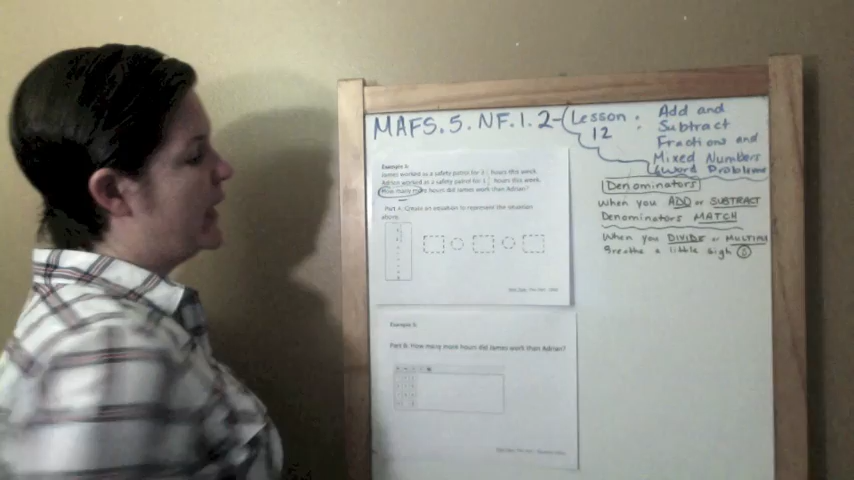 MAFS.5.NF.1.2-
Lesson 12 :
Add and
Subtract
Fractions and
Mixed Numbers
& Word Problems
Denominators
When you ADD or SUBTRACT
Denominators MATCH
When you DIVIDE or MULTIPLY
Breathe a little sigh
Example 5:
James worked as a safety patrol for hours this week.
Adrian worked as a safety patrol for hours this week.
How many more hours did James work than Adrian?
Part A: Create an equation to represent the situation
above.
Example 5:
Part B: How many more hours did James work than Adrian?